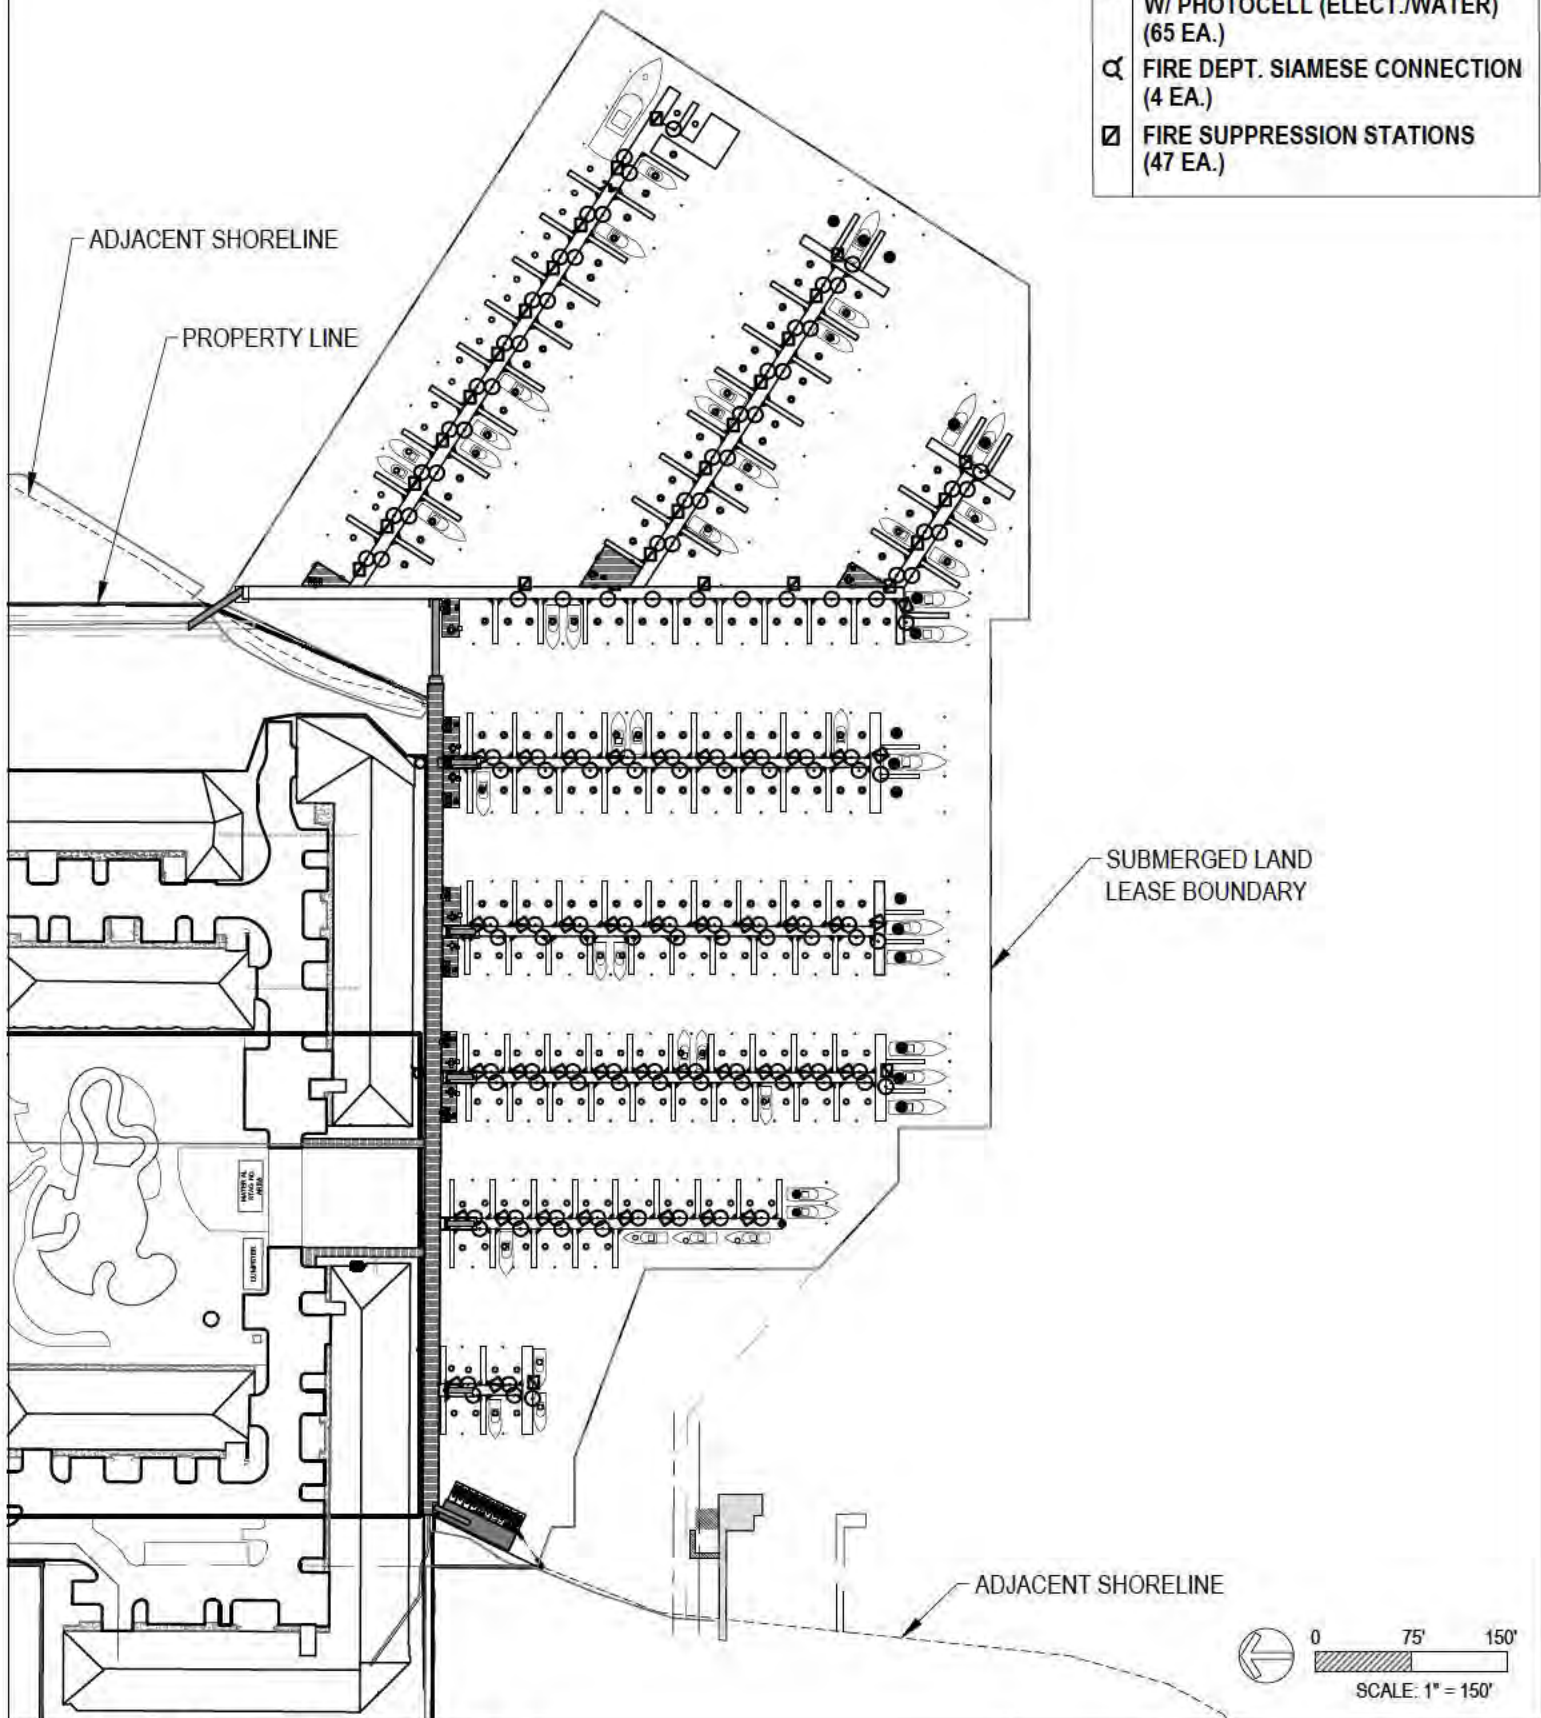 W/ PHOTOCELL (ELECT./WATER)
(65 EA.)
FIRE DEPT. SIAMESE CONNECTION
(4 EA.)
FIRE SUPPRESSION STATIONS
(47 EA.)
ADJACENT SHORELINE
PROPERTY LINE
SUBMERGED LAND
LEASE BOUNDARY
DUMPSTER
ADJACENT SHORELINE
0 75' 150'
SCALE: 1" = 150'